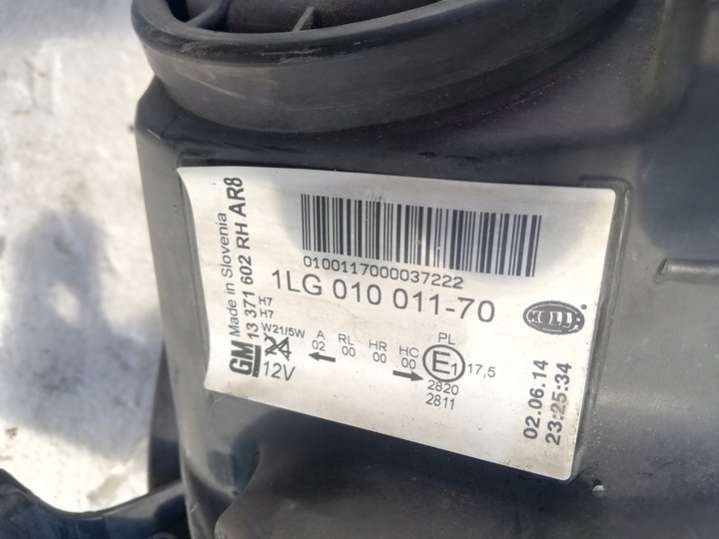 GM Made in Slovenia
13 371 602 RH AR8
0100117000037222
1LG 010 011-70
HELLA
H7
H7
W21/5W
24
12V
A RL HR HC PL
02 00 00 00
E1 17,5
2820
2811
02.06.14
23:25:34